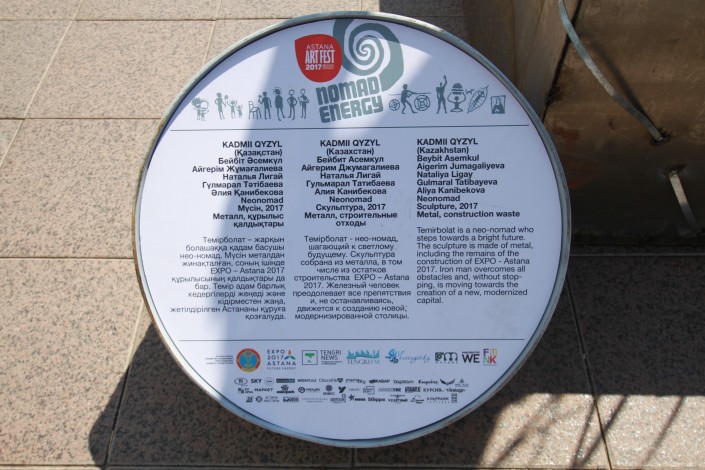 ASTANA
ART FEST
2017
NOMAD
ENERGY
KADMII QYZYL
(Қазақстан)
Бейбіт Әсемқұл
Айгерім Жұмағалиева
Наталья Лигай
Гүлмарал Татибаева
Әлия Қанибекова
Neonomad
Мүсін, 2017
Металл, құрылыс
қалдықтары
Темірболат – жарқын
болашаққа қадам басушы
нео-номад. Мүсін металдан
жинақталған, соның ішінде
EXPO – Astana 2017
құрылысының қалдықтары да
бар. Темір адам барлық
кедергілерді жеңеді және
кідірместен жаңа,
жетілдірілген Астананы құруға
қозғалуда.
KADMII QYZYL
(Казахстан)
Бейбит Асемкул
Айгерим Джумагалиева
Наталья Лигай
Гульмарал Татибаева
Алия Канибекова
Neonomad
Скульптура, 2017
Металл, строительные
отходы
Темірболат - нео-номад,
шагающий к светлому,
будущему. Скульптура
собрана из металла, в том
числе из остатков
строительства EXPO – Astana
2017. Железный человек
преодолевает все препятствия
и, не останавливаясь,
движется к созданию новой,
модернизированной столицы.
KADMII QYZYL
(Kazakhstan)
Beybit Asemkul
Aigerim Jumagaliyeva
Nataliya Ligay
Gulmaral Tatibayeva
Aliya Kanibekova
Neonomad
Sculpture, 2017
Metal, construction waste
Temirbolat is a neo-nomad who
steps towards a bright future.
The sculpture is made of metal,
including the remains of the
construction of EXPO - Astana
2017. Iron man overcomes all
obstacles and, without stop-
ping, is moving towards the
creation of a new, modernized
capital.
EXPO
2017
ASTANA
FUTURE ENERGY
TENGRI
NEWS
WE
SKY